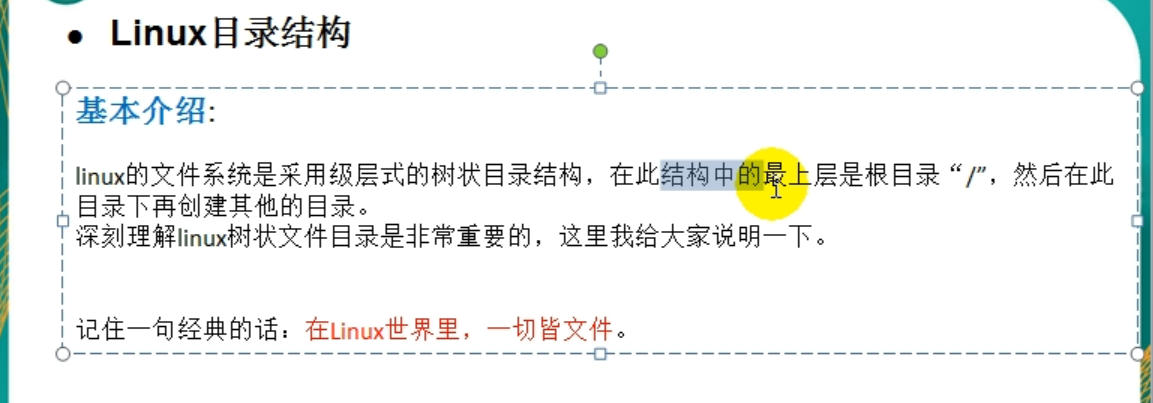 ● Linux目录结构
基本介绍:
linux的文件系统是采用级层式的树状目录结构，在此结构中的最上层是根目录“/”，然后在此
目录下再创建其他的目录。
深刻理解linux树状文件目录是非常重要的，这里我给大家说明一下。
记住一句经典的话：在Linux世界里，一切皆文件。